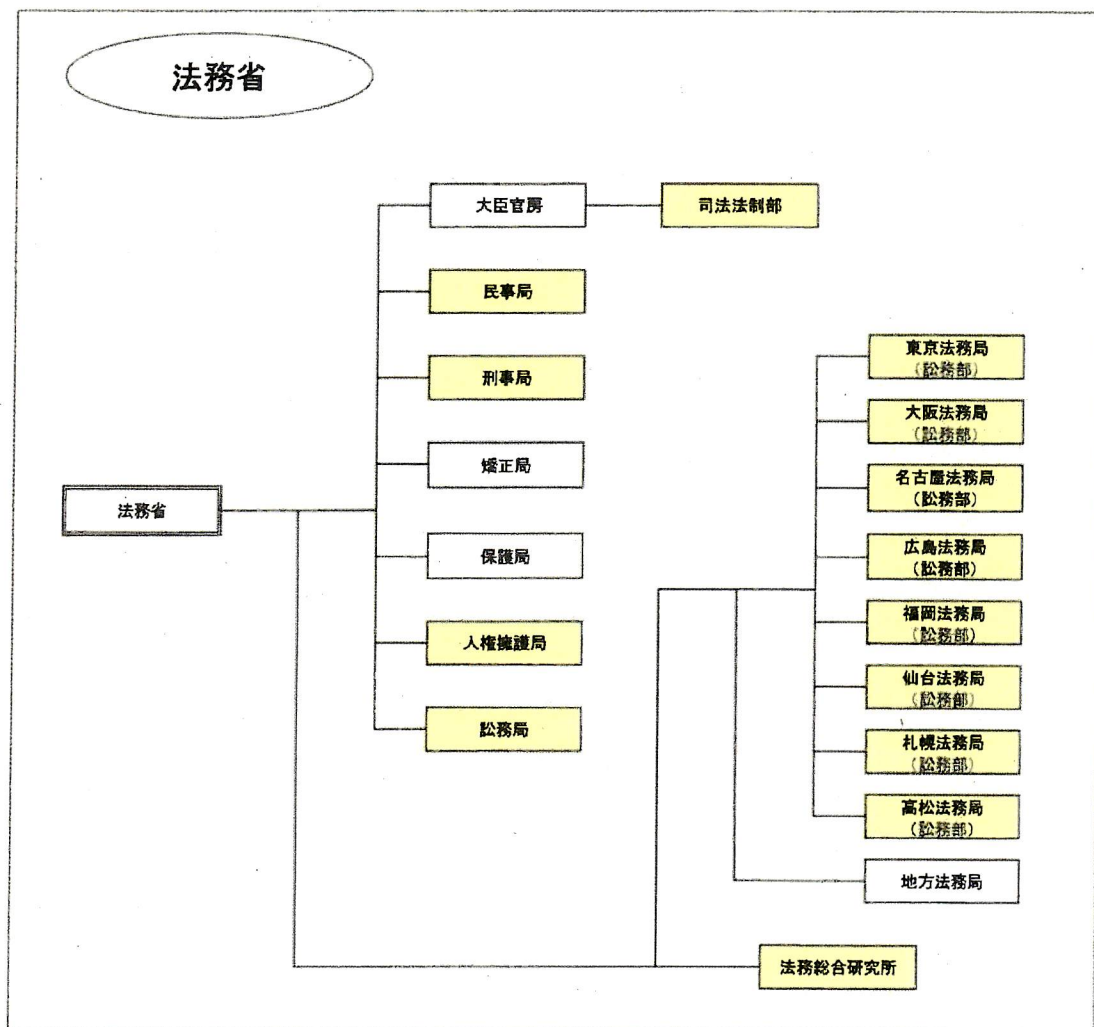 法務省
大臣官房
司法法制部
民事局
刑事局
矯正局
保護局
人権擁護局
訟務局
法務省
東京法務局
(訟務部)
大阪法務局
(訟務部)
名古屋法務局
(訟務部)
広島法務局
(訟務部)
福岡法務局
(訟務部)
仙台法務局
(訟務部)
札幌法務局
(訟務部)
高松法務局
(訟務部)
地方法務局
法務総合研究所